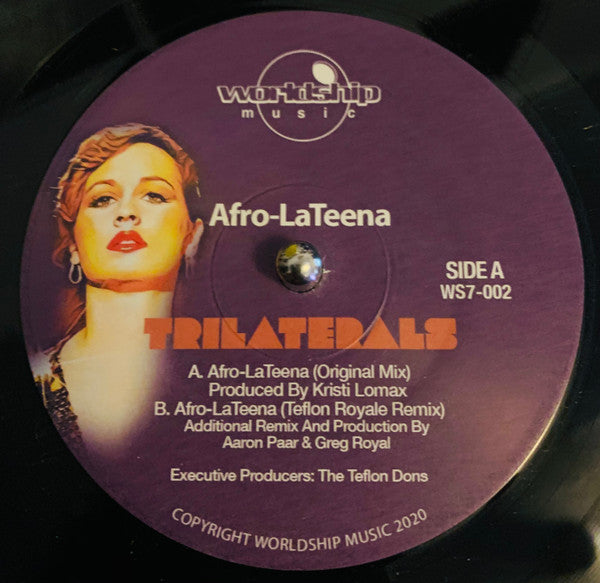 worldship
music
Afro-LaTeena
SIDE A
WS7-002
TRILATERALS
A. Afro-LaTeena (Original Mix)
Produced By Kristi Lomax
B. Afro-LaTeena (Teflon Royale Remix)
Additional Remix And Production By
Aaron Paar & Greg Royal
Executive Producers: The Teflon Dons
COPYRIGHT WORLDSHIP MUSIC 2020